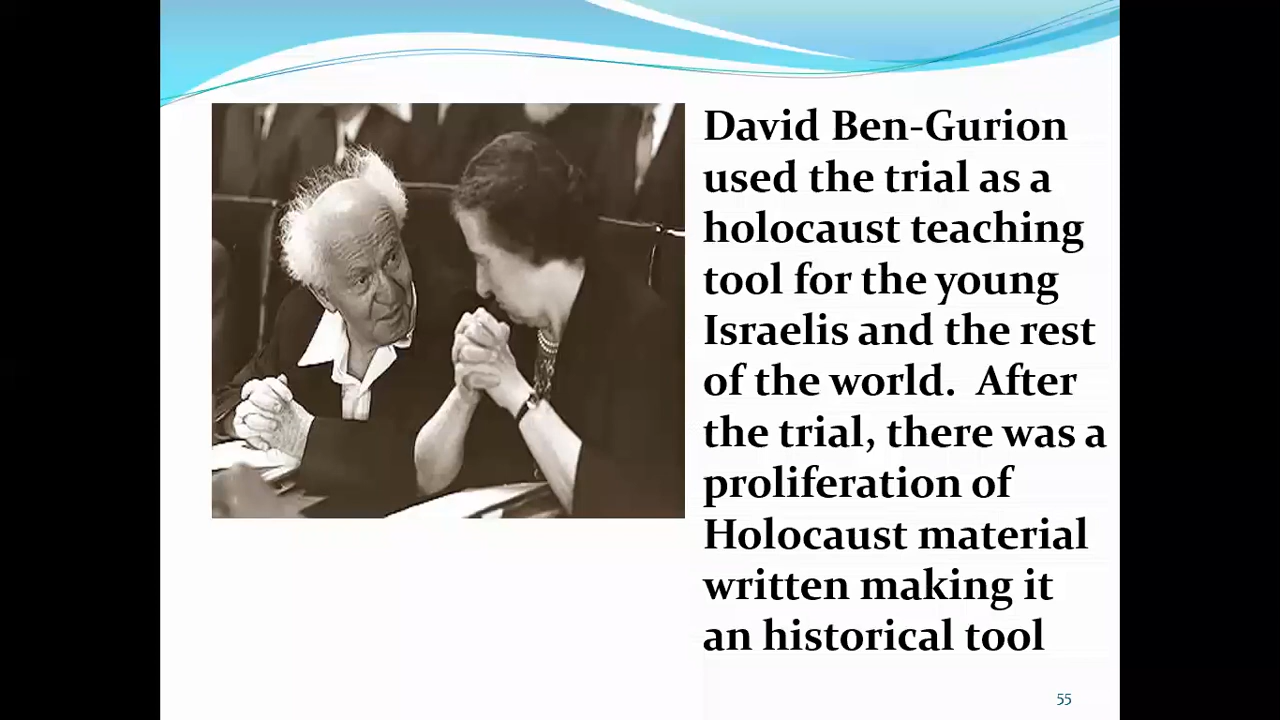 David Ben-Gurion
used the trial as a
holocaust teaching
tool for the young
Israelis and the rest
of the world.  After
the trial, there was a
proliferation of
Holocaust material
written making it
an historical tool
55